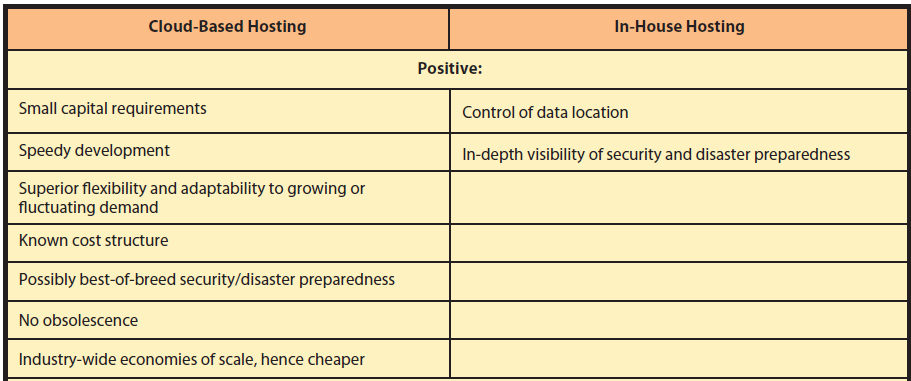 Cloud-Based Hosting In-House Hosting
Positive:
Small capital requirements Control of data location
Speedy development In-depth visibility of security and disaster preparedness
Superior flexibility and adaptability to growing or
fluctuating demand
Known cost structure
Possibly best-of-breed security/disaster preparedness
No obsolescence
Industry-wide economies of scale, hence cheaper